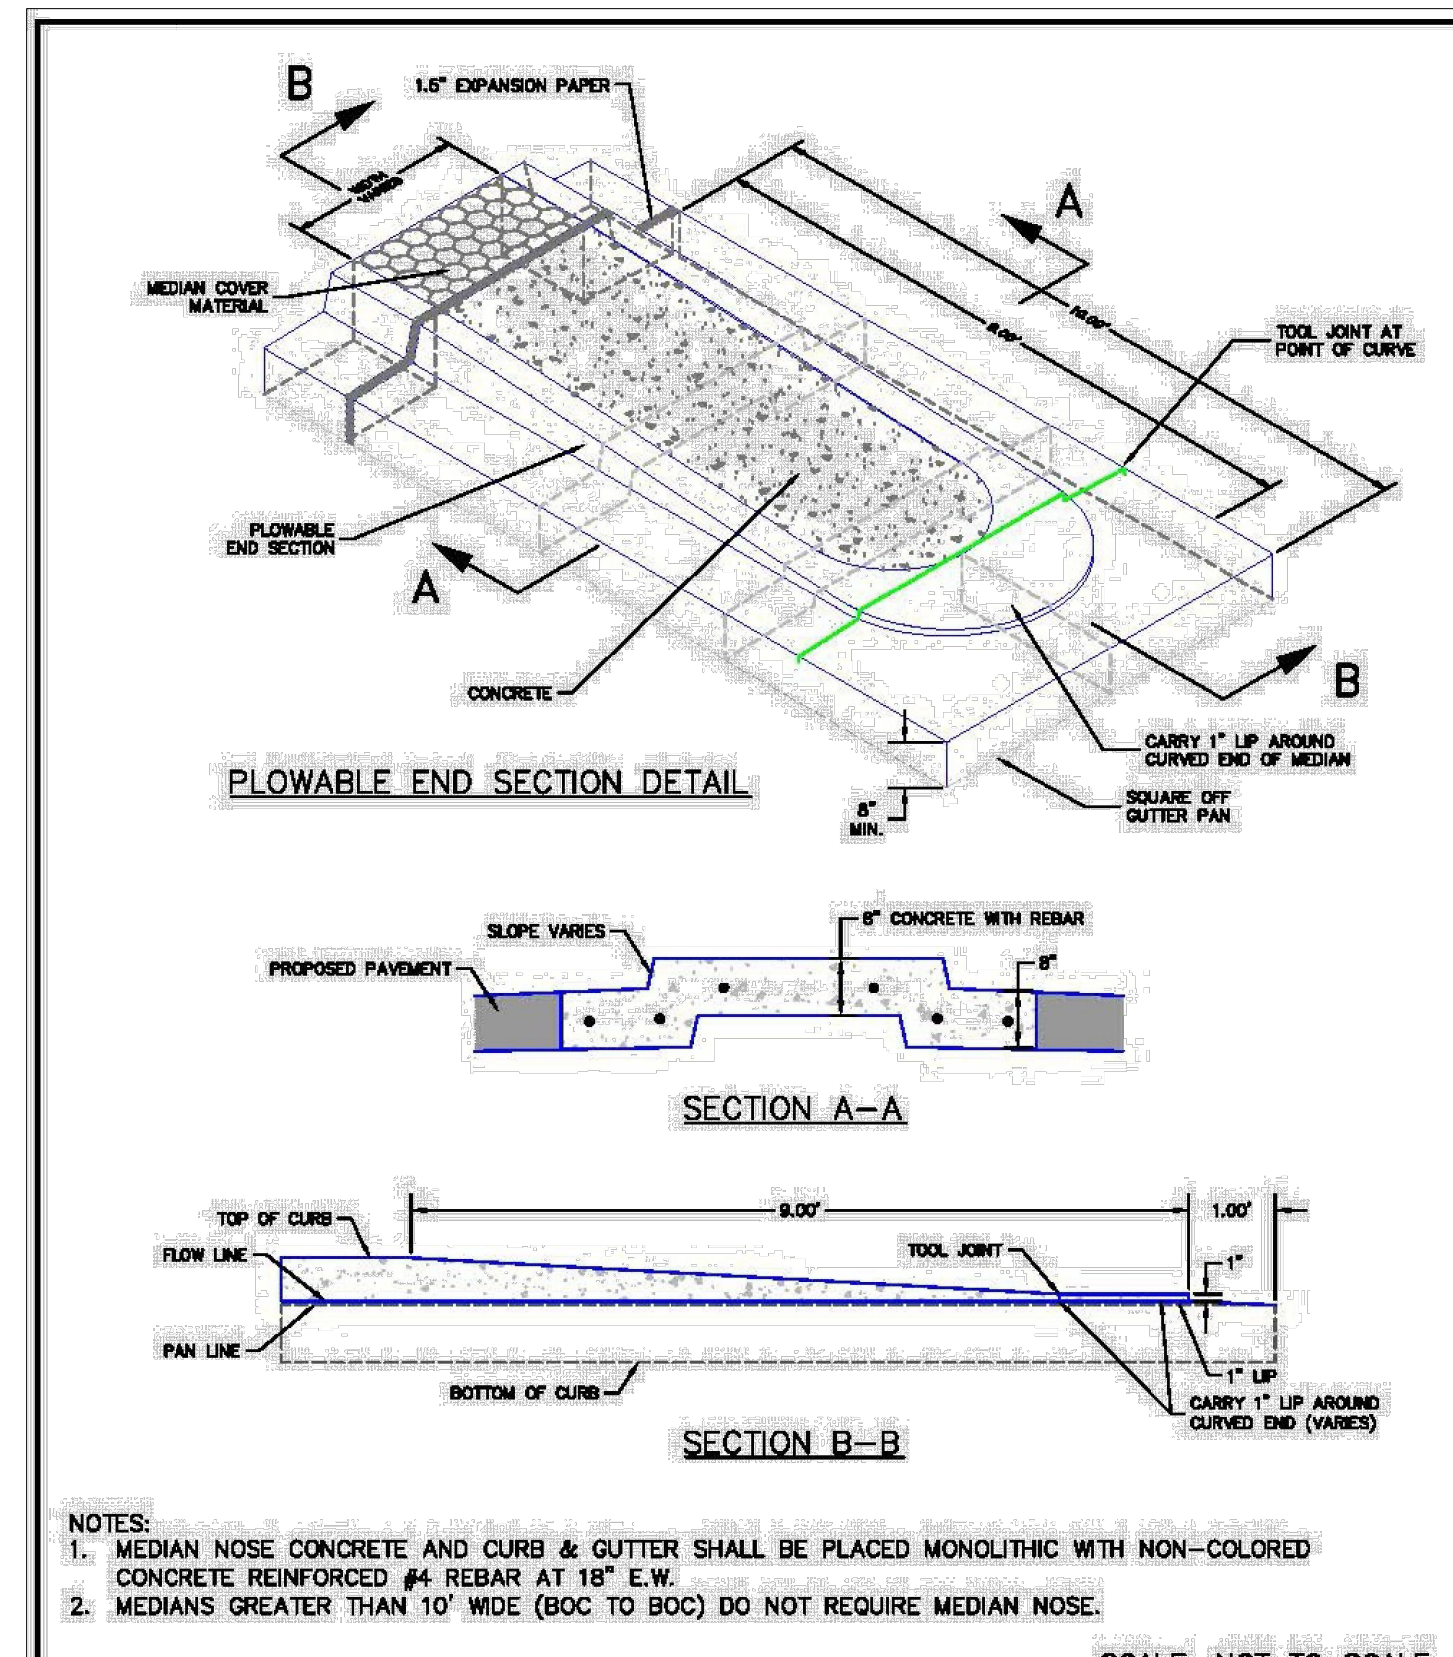 B
1.5" EXPANSION PAPER
WIDTH
VARIES
A
MEDIAN COVER
MATERIAL
10.00'
TOOL JOINT AT
POINT OF CURVE
PLOWABLE
END SECTION
A
CONCRETE
B
CARRY 1" LIP AROUND
CURVED END OF MEDIAN
PLOWABLE END SECTION DETAIL
SQUARE OFF
GUTTER PAN
8"
MIN.
CONCRETE WITH REBAR
SLOPE VARIES
8"
PROPOSED PAVEMENT
SECTION A-A
9.00'
1.00'
TOP OF CURB
FLOW LINE
TOOL JOINT
1"
PAN LINE
1" LIP
BOTTOM OF CURB
CARRY 1" LIP AROUND
CURVED END (VARIES)
SECTION B-B
NOTES:
1. MEDIAN NOSE CONCRETE AND CURB & GUTTER SHALL BE PLACED MONOLITHIC WITH NON-COLORED
CONCRETE REINFORCED #4 REBAR AT 18" E.W.
2. MEDIANS GREATER THAN 10' WIDE (BOC TO BOC) DO NOT REQUIRE MEDIAN NOSE.